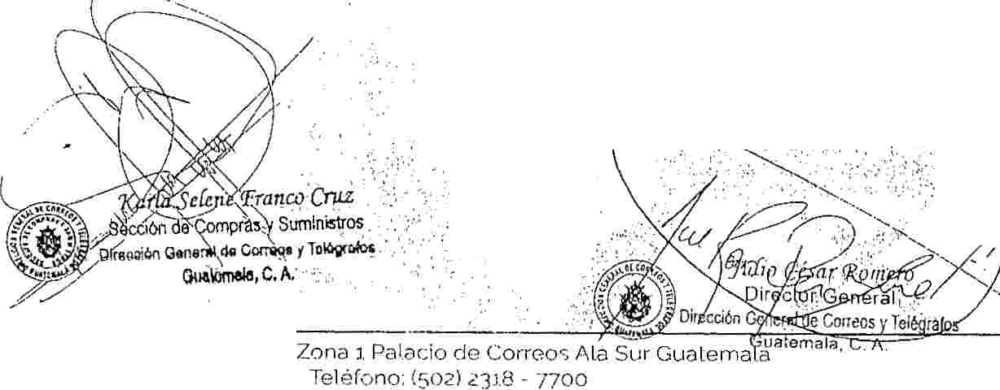 Karla Selene Franco Cruz
Sección de Compras y Suministros
Dirección General de Correos y Telégrafos
Guatemala, C. A.
Julio César Romero
Director General
Dirección General de Correos y Telégrafos
Guatemala, C. A.
Zona 1 Palacio de Correos Ala Sur Guatemala
Teléfono: (502) 2318 - 7700